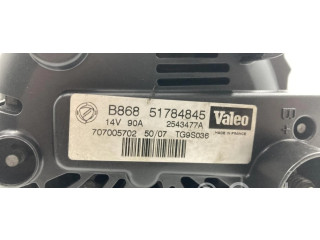 B868 51784845
14V 90A 2543477A
707005702 50/07 TG9S036
Valeo
MADE IN FRANCE
B+